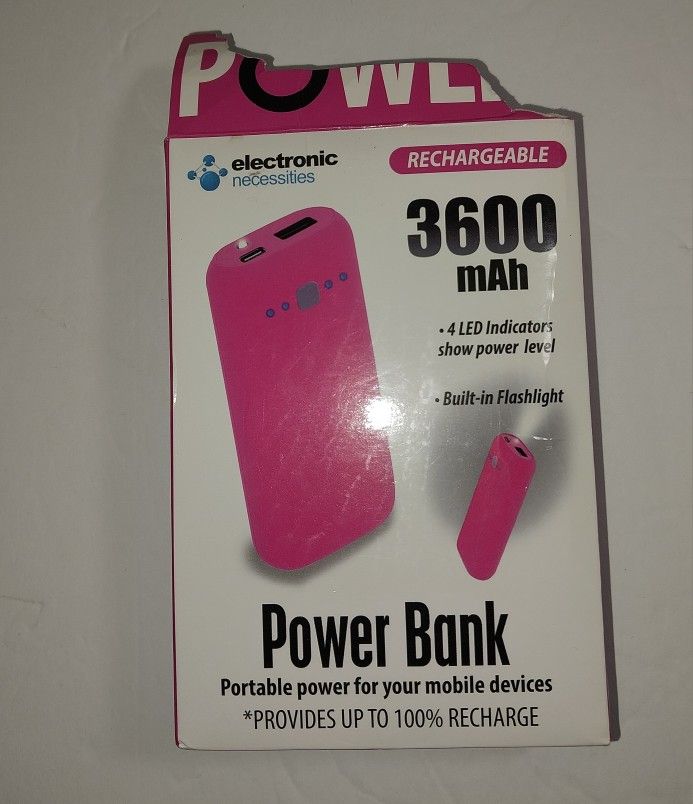 POWE
electronic
necessities
RECHARGEABLE
3600
mAh
• 4 LED Indicators
show power level
• Built-in Flashlight
Power Bank
Portable power for your mobile devices
*PROVIDES UP TO 100% RECHARGE